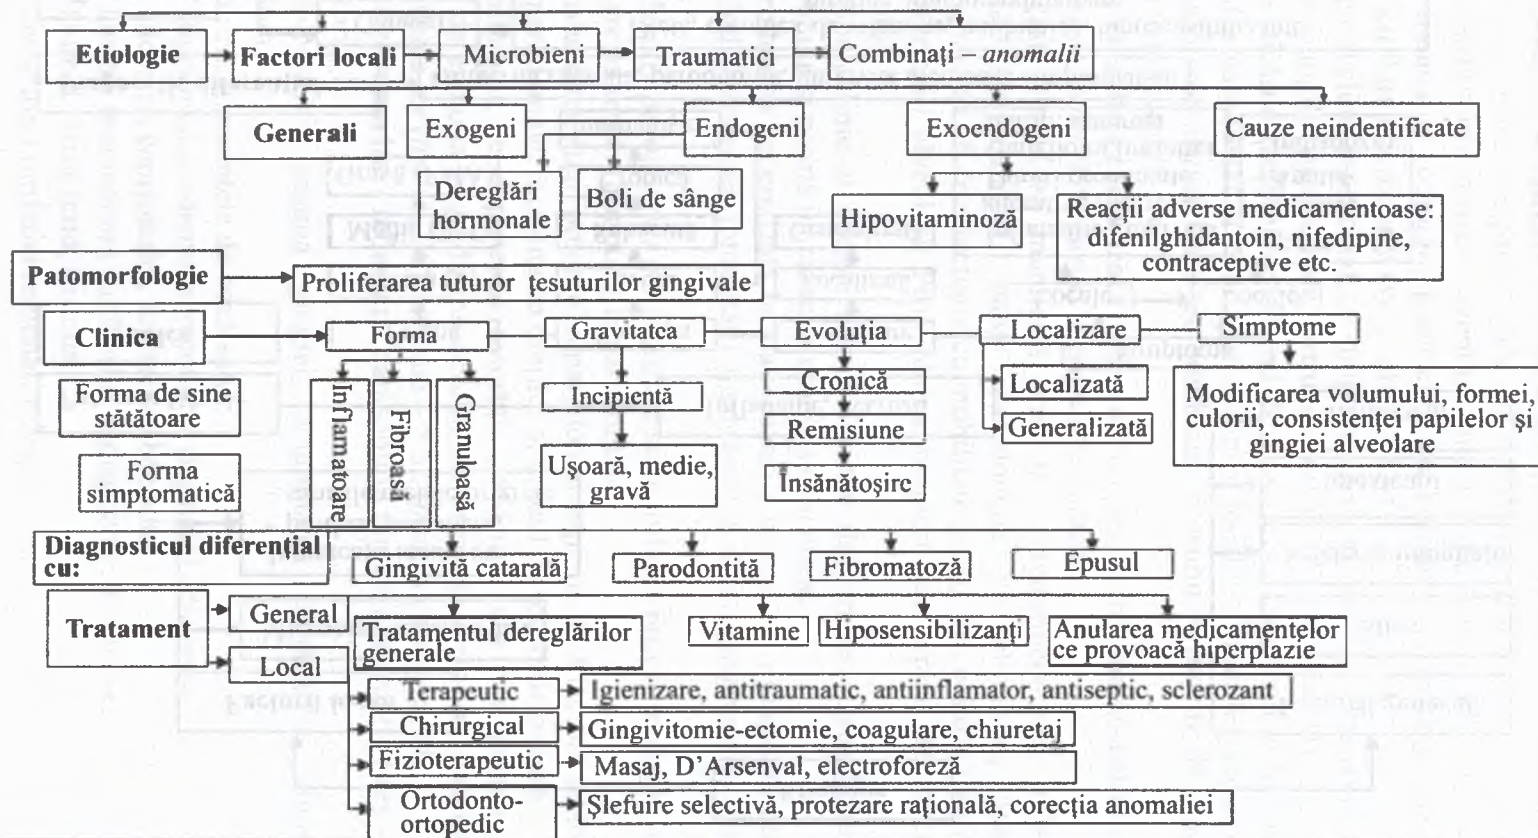 Etiologie
Factori locali
Microbieni
Traumatici
Combinați – anomalii
Generali
Exogeni
Endogeni
Exoendogeni
Cauze neindentificate
Dereglări
hormonale
Boli de sânge
Hipovitaminoză
Reacții adverse medicamentoase:
difenilghidantoin, nifedipine,
contraceptive etc.
Patomorfologie
Proliferarea tuturor țesuturilor gingivale
Clinica
Forma
Gravitatca
Evoluția
Localizare
Simptome
Forma de sine
stătătoare
Forma
simptomatică
Inflamatoare
Fibroasă
Granuloasă
Incipientă
Ușoară, medie,
gravă
Cronică
Remisiune
Însănătoșirc
Localizată
Generalizată
Modificarea volumului, formei,
culorii, consistenței papilelor și
gingiei alveolare
Diagnosticul diferențial
cu:
Gingivită catarală
Parodontită
Fibromatoză
Epusul
Tratament
General
Tratamentul dereglărilor
generale
Vitamine
Hiposensibilizanți
Anularea medicamentelor
ce provoacă hiperplazie
Local
Terapeutic
Igienizare, antitraumatic, antiinflamator, antiseptic, sclerozant
Chirurgical
Gingivitomie-ectomie, coagulare, chiuretaj
Fizioterapeutic
Masaj, D'Arsenval, electroforeză
Ortodonto-
ortopedic
Șlefuire selectivă, protezare rațională, corecția anomaliei